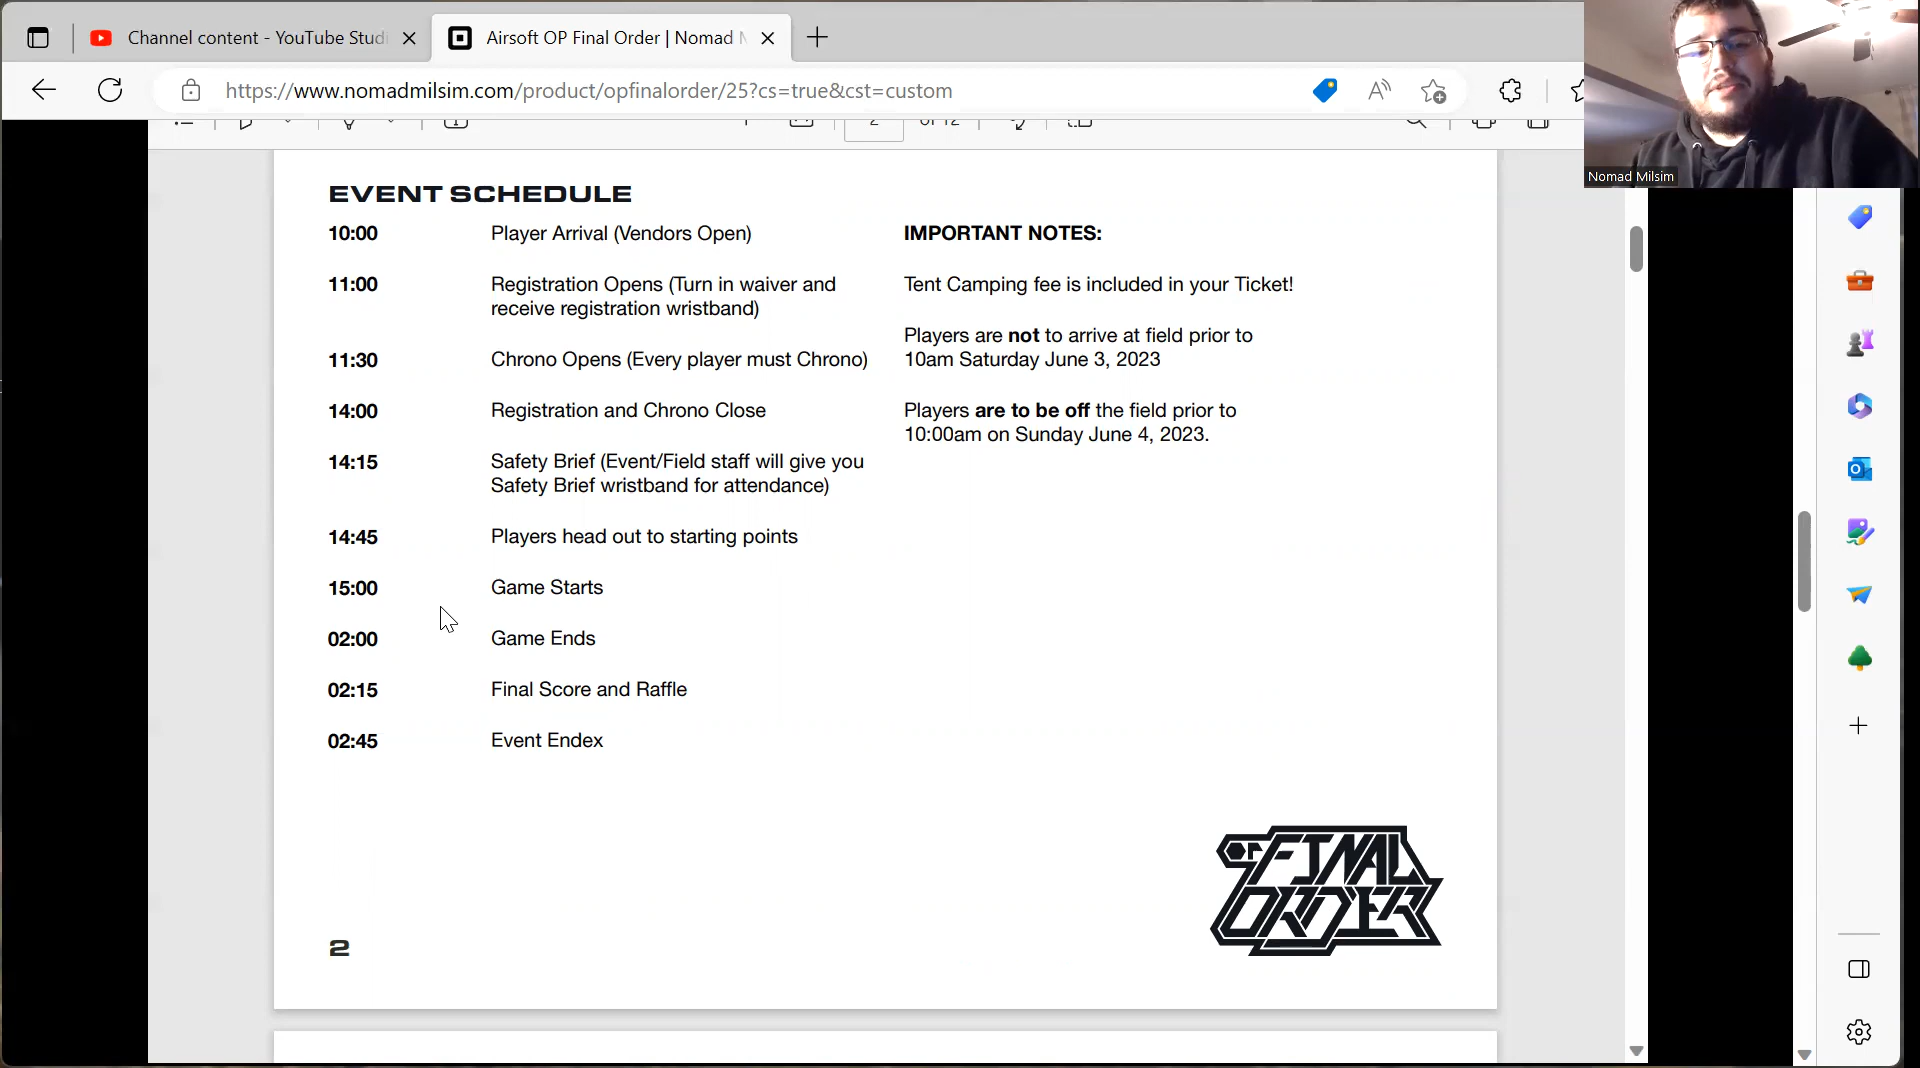 Channel content - YouTube Studi
Airsoft OP Final Order | Nomad
https://www.nomadmilsim.com/product/opfinalorder/25?cs=true&cst=custom
Nomad Milsim
EVENT SCHEDULE
10:00 Player Arrival (Vendors Open)
11:00 Registration Opens (Turn in waiver and
receive registration wristband)
11:30 Chrono Opens (Every player must Chrono)
14:00 Registration and Chrono Close
14:15 Safety Brief (Event/Field staff will give you
Safety Brief wristband for attendance)
14:45 Players head out to starting points
15:00 Game Starts
02:00 Game Ends
02:15 Final Score and Raffle
02:45 Event Endex
IMPORTANT NOTES:
Tent Camping fee is included in your Ticket!
Players are not to arrive at field prior to
10am Saturday June 3, 2023
Players are to be off the field prior to
10:00am on Sunday June 4, 2023.
OP FINAL
ORDER
2